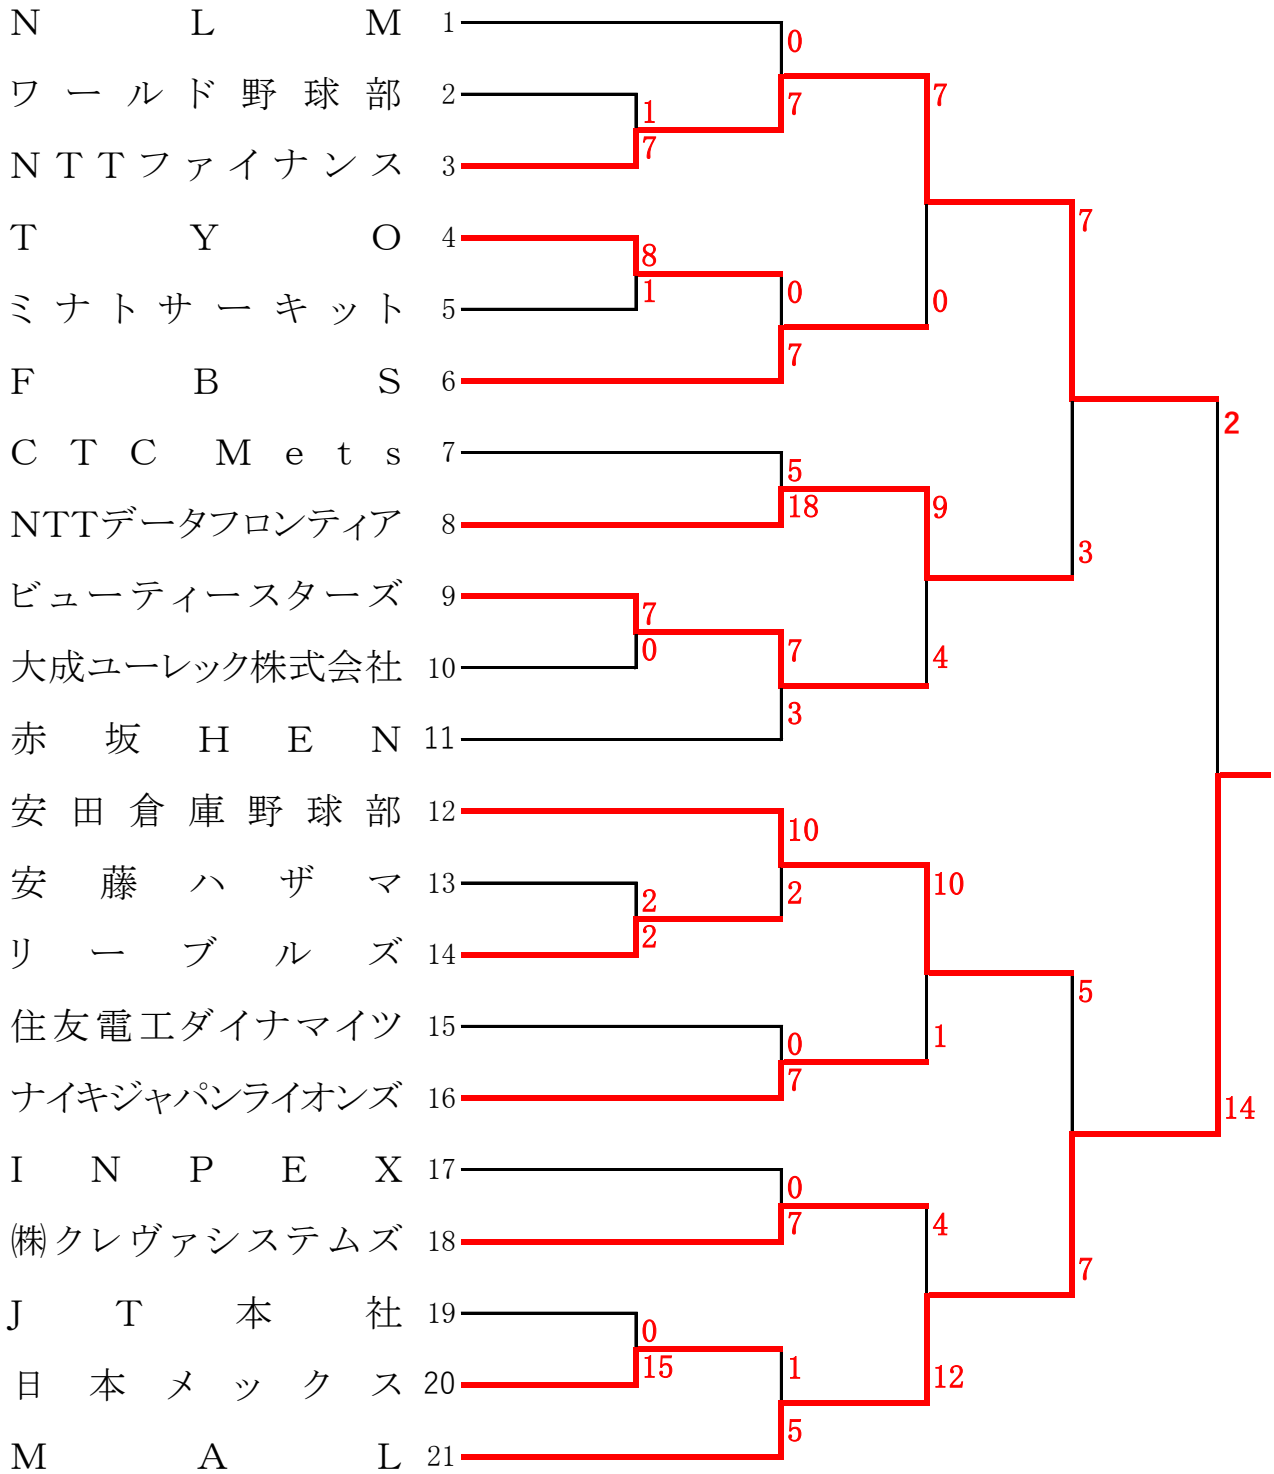 N L M 1
0
ワールド野球部 2
7
1
7
NTTファイナンス 3
7
T Y O 4
7
8
ミナトサーキット 5
1
0
0
F B S 6
7
2
CTC Mets 7
5
NTTデータフロンティア 8
18
9
3
ビューティースターズ 9
7
大成ユーレック株式会社 10
0
7
4
赤坂HEN 11
3
安田倉庫野球部 12
10
安藤ハザマ 13
2
2
10
リーブルズ 14
2
住友電工ダイナマイツ 15
5
0
1
ナイキジャパンライオンズ 16
7
14
INPEX 17
0
㈱クレヴァシステムズ 18
7
4
7
JT本社 19
0
日本メックス 20
15
1
12
MAL 21
5